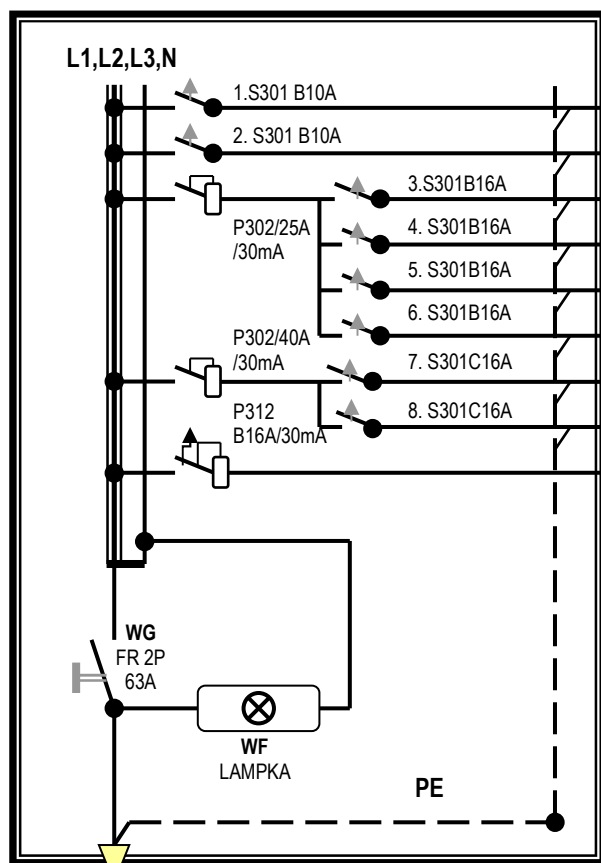 L1,L2,L3,N
1.S301 B10A
2. S301 B10A
3.S301B16A
P302/25A
/30mA
4. S301B16A
5. S301B16A
6. S301B16A
P302/40A
/30mA
7. S301C16A
8. S301C16A
P312
B16A/30mA
WG
FR 2P
63A
WF
LAMPKA
PE